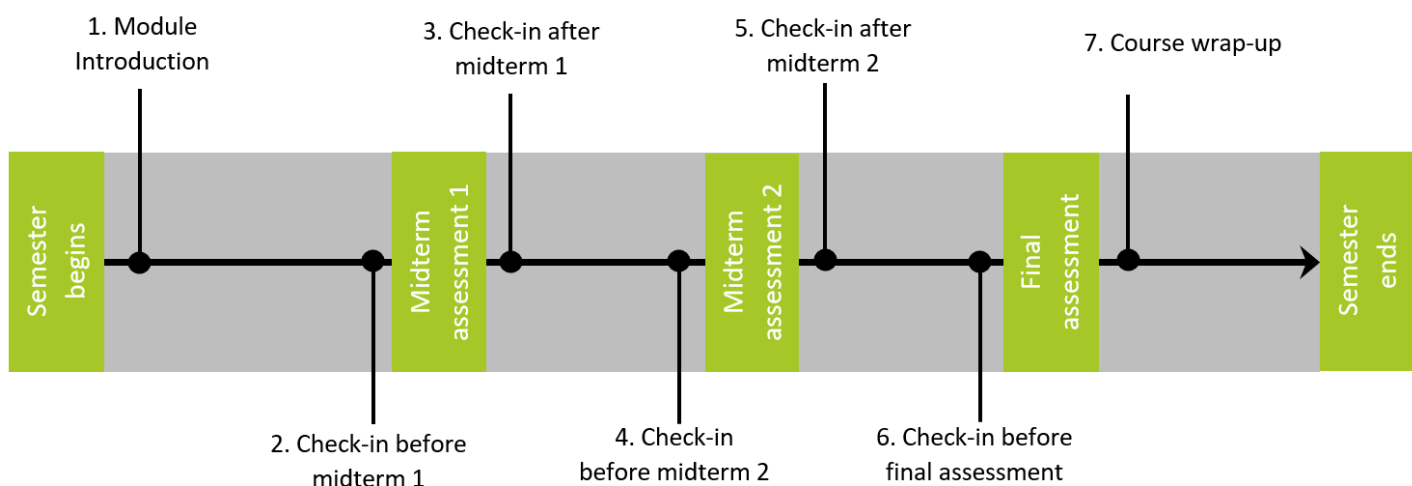 1. Module
Introduction
3. Check-in after
midterm 1
5. Check-in after
midterm 2
7. Course wrap-up
Semester
begins
Midterm
assessment 1
Midterm
assessment 2
Final
assessment
Semester
ends
2. Check-in before
midterm 1
4. Check-in
before midterm 2
6. Check-in before
final assessment